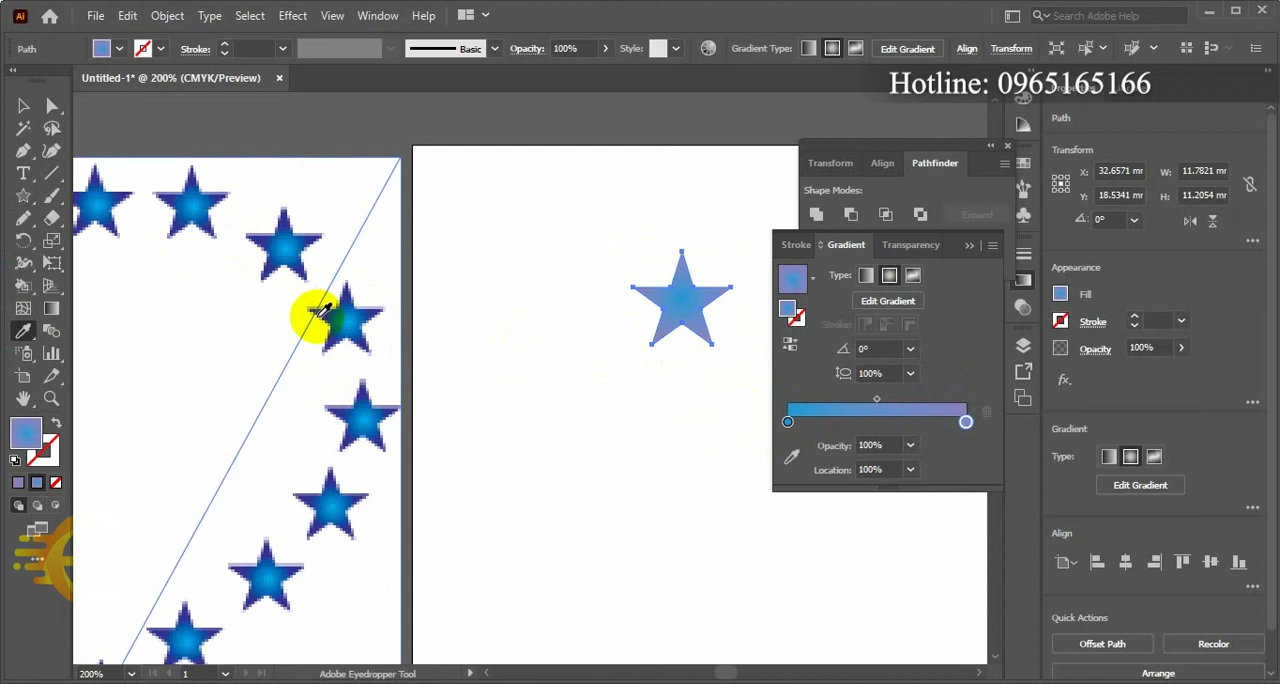 Ai File Edit Object Type Select Effect View Window Help Search Adobe Help
Path Stroke: Basic Opacity: 100% Style: Gradient Type: Edit Gradient Align Transform
Untitled-1* @ 200% (CMYK/Preview) ×
Hotline: 0965165166
Path
Transform
X: 32.6571 mr W: 11.7821 mr
Y: 18.5341 mr H: 11.2054 mr
0°
Appearance
Fill
Stroke
Opacity 100%
fx.
Gradient
Type:
Edit Gradient
Align
Quick Actions
Offset Path Recolor
Arrange
Transform Align Pathfinder
Shape Modes:
Expand
Stroke Gradient Transparency
Type:
Edit Gradient
Stroke:
0°
100%
Opacity: 100%
Location: 100%
200% 1 Adobe Eyedropper Tool